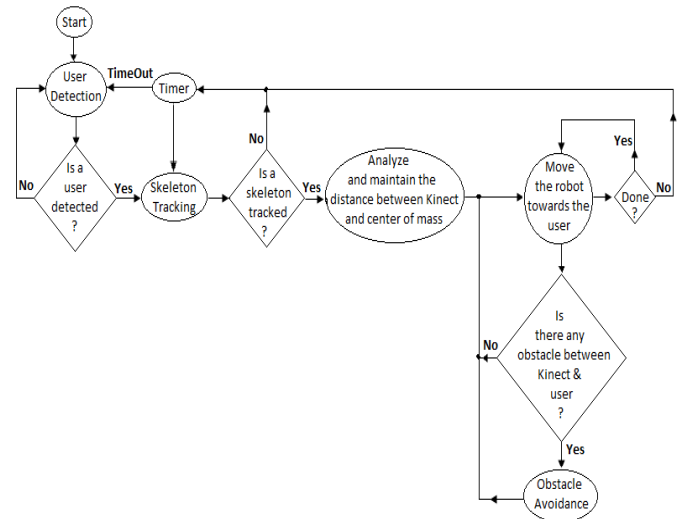 Start
User
Detection
TimeOut
Timer
Is a
user
detected
?
No
Yes
Skeleton
Tracking
No
Is a
skeleton
tracked
?
Yes
Analyze
and maintain the
distance between Kinect
and center of mass
Move
the robot
towards the
user
Yes
Done
?
No
Is
there any
obstacle between
Kinect &
user
?
No
Yes
Obstacle
Avoidance